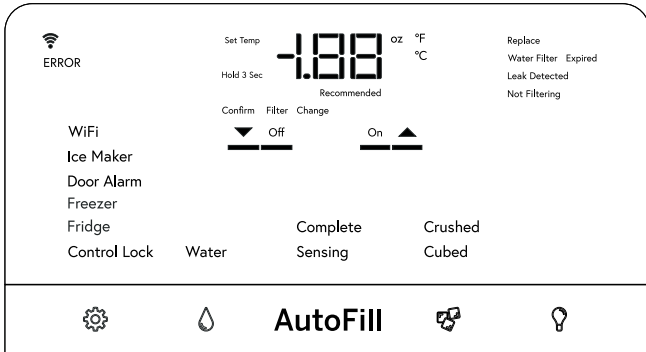 ERROR
Set Temp
-1.88 oz °F
°C
Hold 3 Sec
Recommended
Confirm Filter Change
Replace
Water Filter Expired
Leak Detected
Not Filtering
WiFi
Off On
Ice Maker
Door Alarm
Freezer
Fridge Complete Crushed
Control Lock Water Sensing Cubed
AutoFill